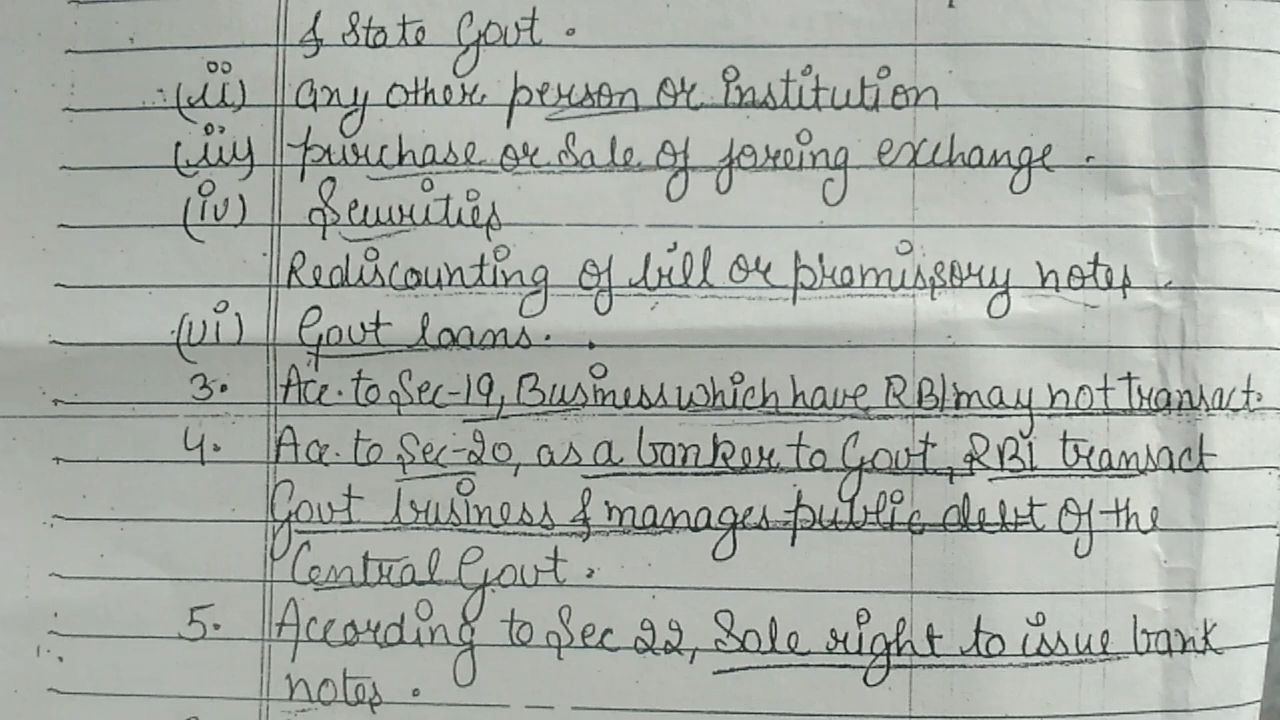 & State Govt.
(ii) any other person or institution
(iii) purchase or Sale of foreing exchange.
(iv) Securities
Rediscounting of bill or promissory notes.
(vi) Govt loans.
3. Acc. to Sec-19, Business which have RBI may not transact.
4. Acc. to Sec-20, as a banker to Govt, RBI transact
Govt business & manages public debt of the
Central Govt.
5. According to Sec 22, Sole right to issue bank
notes.